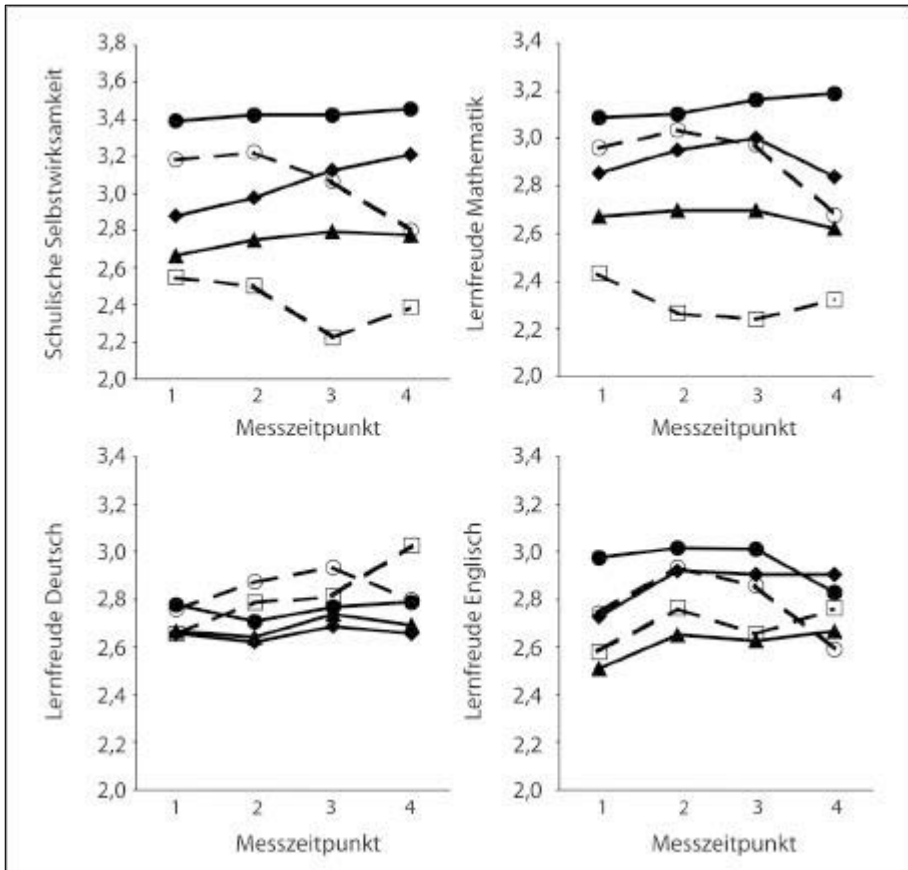 Schulische Selbstwirksamkeit
3,8
3,6
3,4
3,2
3,0
2,8
2,6
2,4
2,2
2,0
1 2 3 4
Messzeitpunkt
Lernfreude Mathematik
3,4
3,2
3,0
2,8
2,6
2,4
2,2
2,0
1 2 3 4
Messzeitpunkt
Lernfreude Deutsch
3,4
3,2
3,0
2,8
2,6
2,4
2,2
2,0
1 2 3 4
Messzeitpunkt
Lernfreude Englisch
3,4
3,2
3,0
2,8
2,6
2,4
2,2
2,0
1 2 3 4
Messzeitpunkt